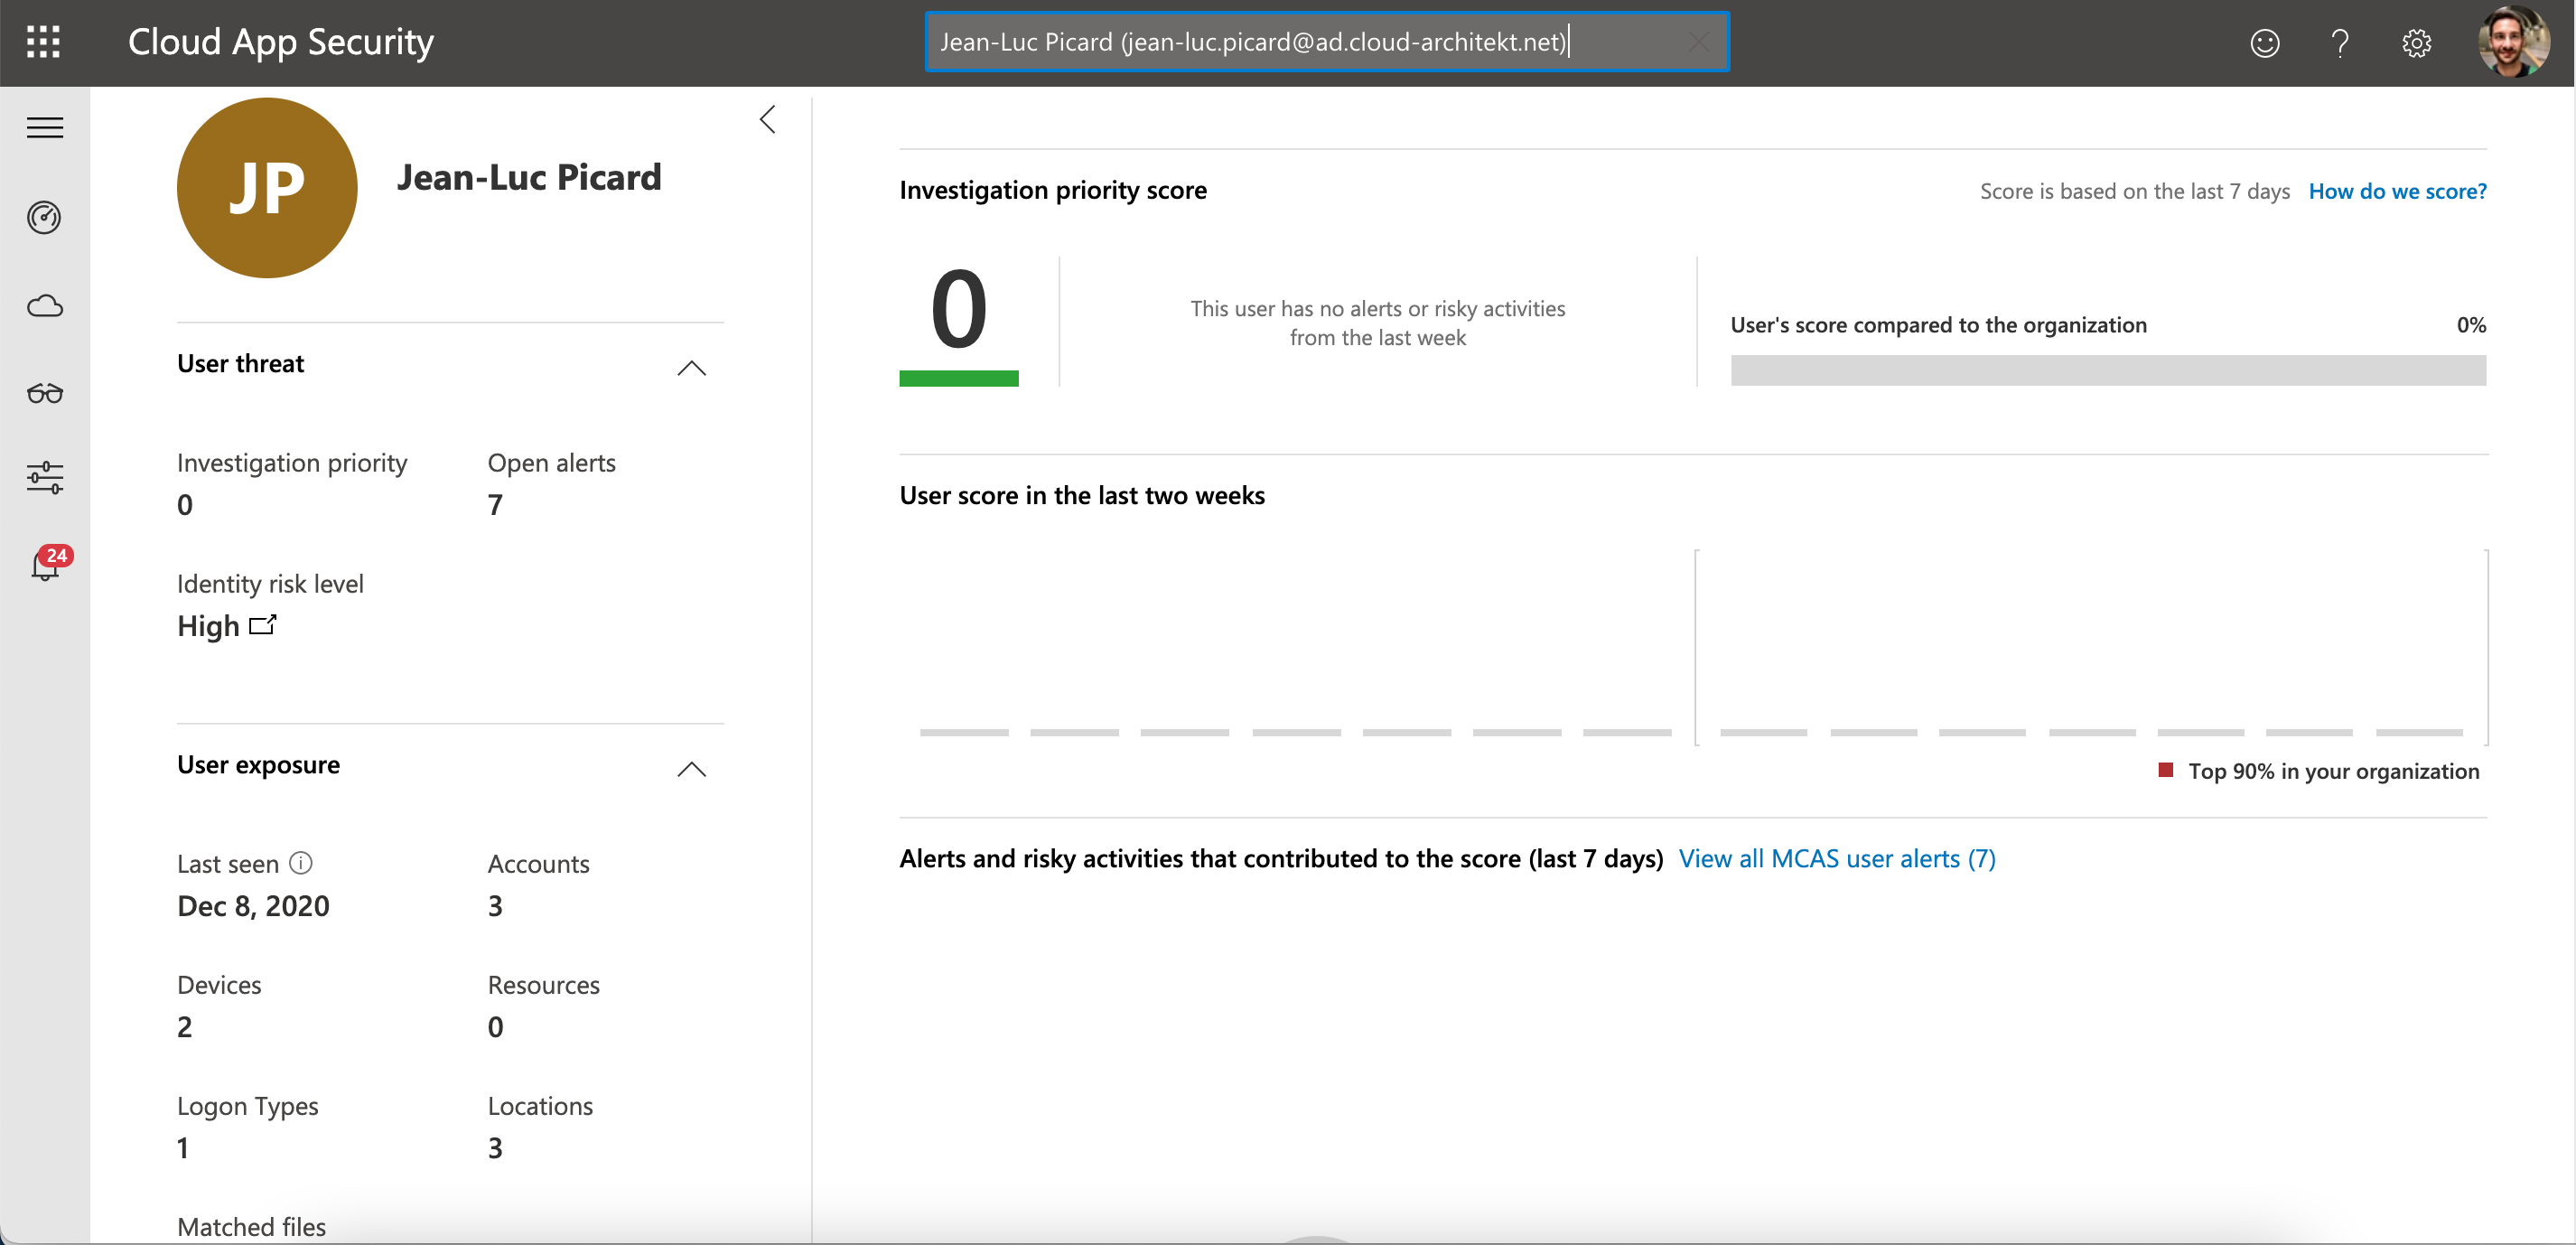 Cloud App Security
Jean-Luc Picard (jean-luc.picard@ad.cloud-architekt.net)
JP
Jean-Luc Picard
User threat
Investigation priority
0
Open alerts
7
Identity risk level
High
User exposure
Last seen
Dec 8, 2020
Accounts
3
Devices
2
Resources
0
Logon Types
1
Locations
3
Matched files
24
Investigation priority score
Score is based on the last 7 days How do we score?
0
This user has no alerts or risky activities
from the last week
User's score compared to the organization 0%
User score in the last two weeks
Top 90% in your organization
Alerts and risky activities that contributed to the score (last 7 days) View all MCAS user alerts (7)